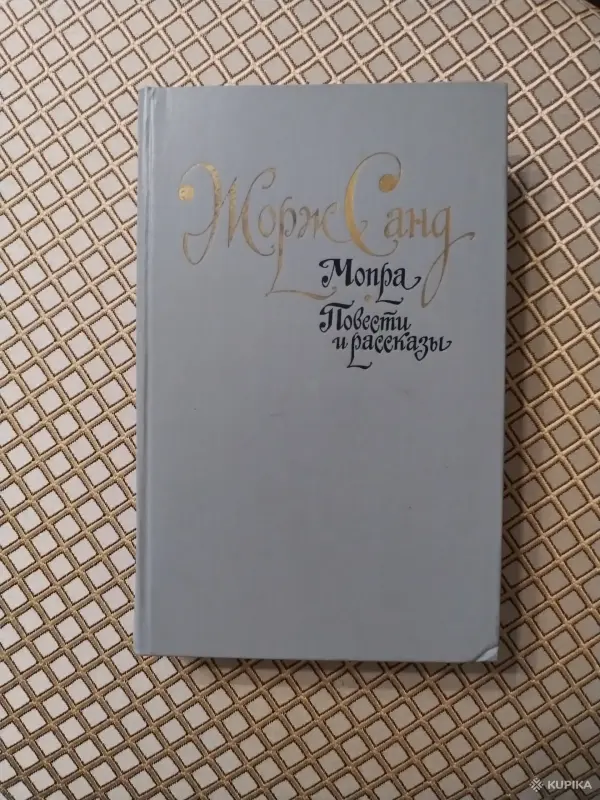 Жорж Санд
Мопра
Повести
и рассказы
KUPIKA